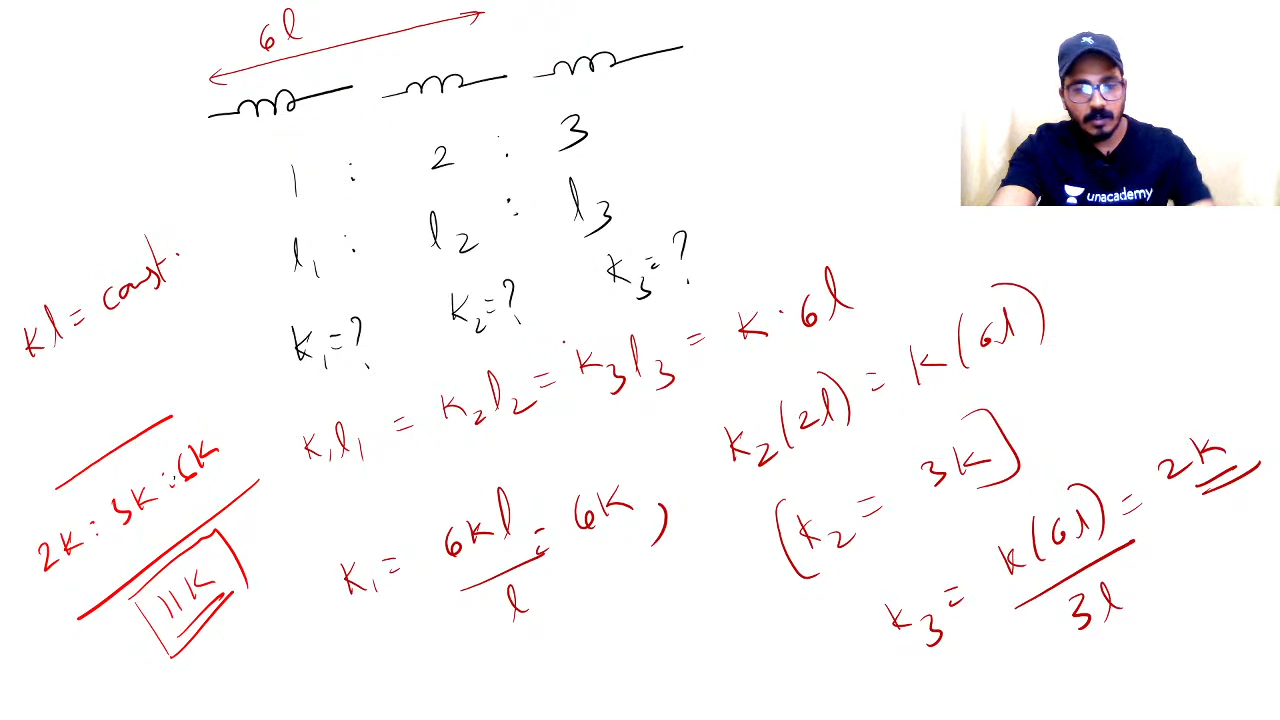 6l
unacademy
1 : 2 : 3
l1 : l2 : l3
k1=? k2=? k3=?
kl = const.
k1l1 = k2l2 = k3l3 = k·6l
k2(2l) = k(6l)
[k2 = 3k]
k1 = 6kl/l = 6k,
k3 = k(6l)/3l = 2k
2k : 3k : 6k
11k